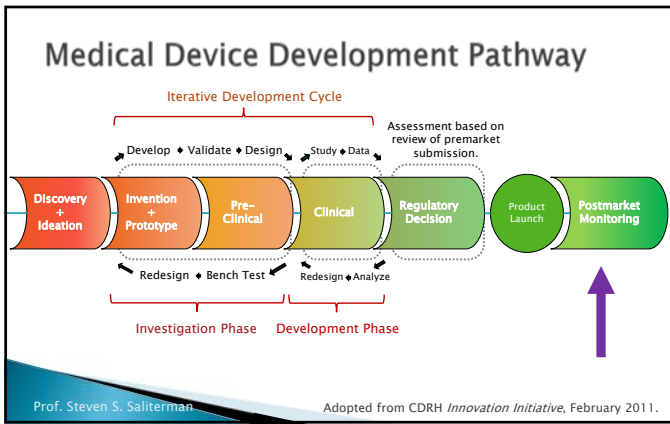 Medical Device Development Pathway
Iterative Development Cycle
Develop Validate Design
Study Data
Assessment based on
review of premarket
submission.
Discovery
+
Ideation
Invention
+
Prototype
Pre-
Clinical
Clinical
Regulatory
Decision
Product
Launch
Postmarket
Monitoring
Redesign Bench Test
Redesign Analyze
Investigation Phase
Development Phase
Prof. Steven S. Saliterman
Adopted from CDRH Innovation Initiative, February 2011.